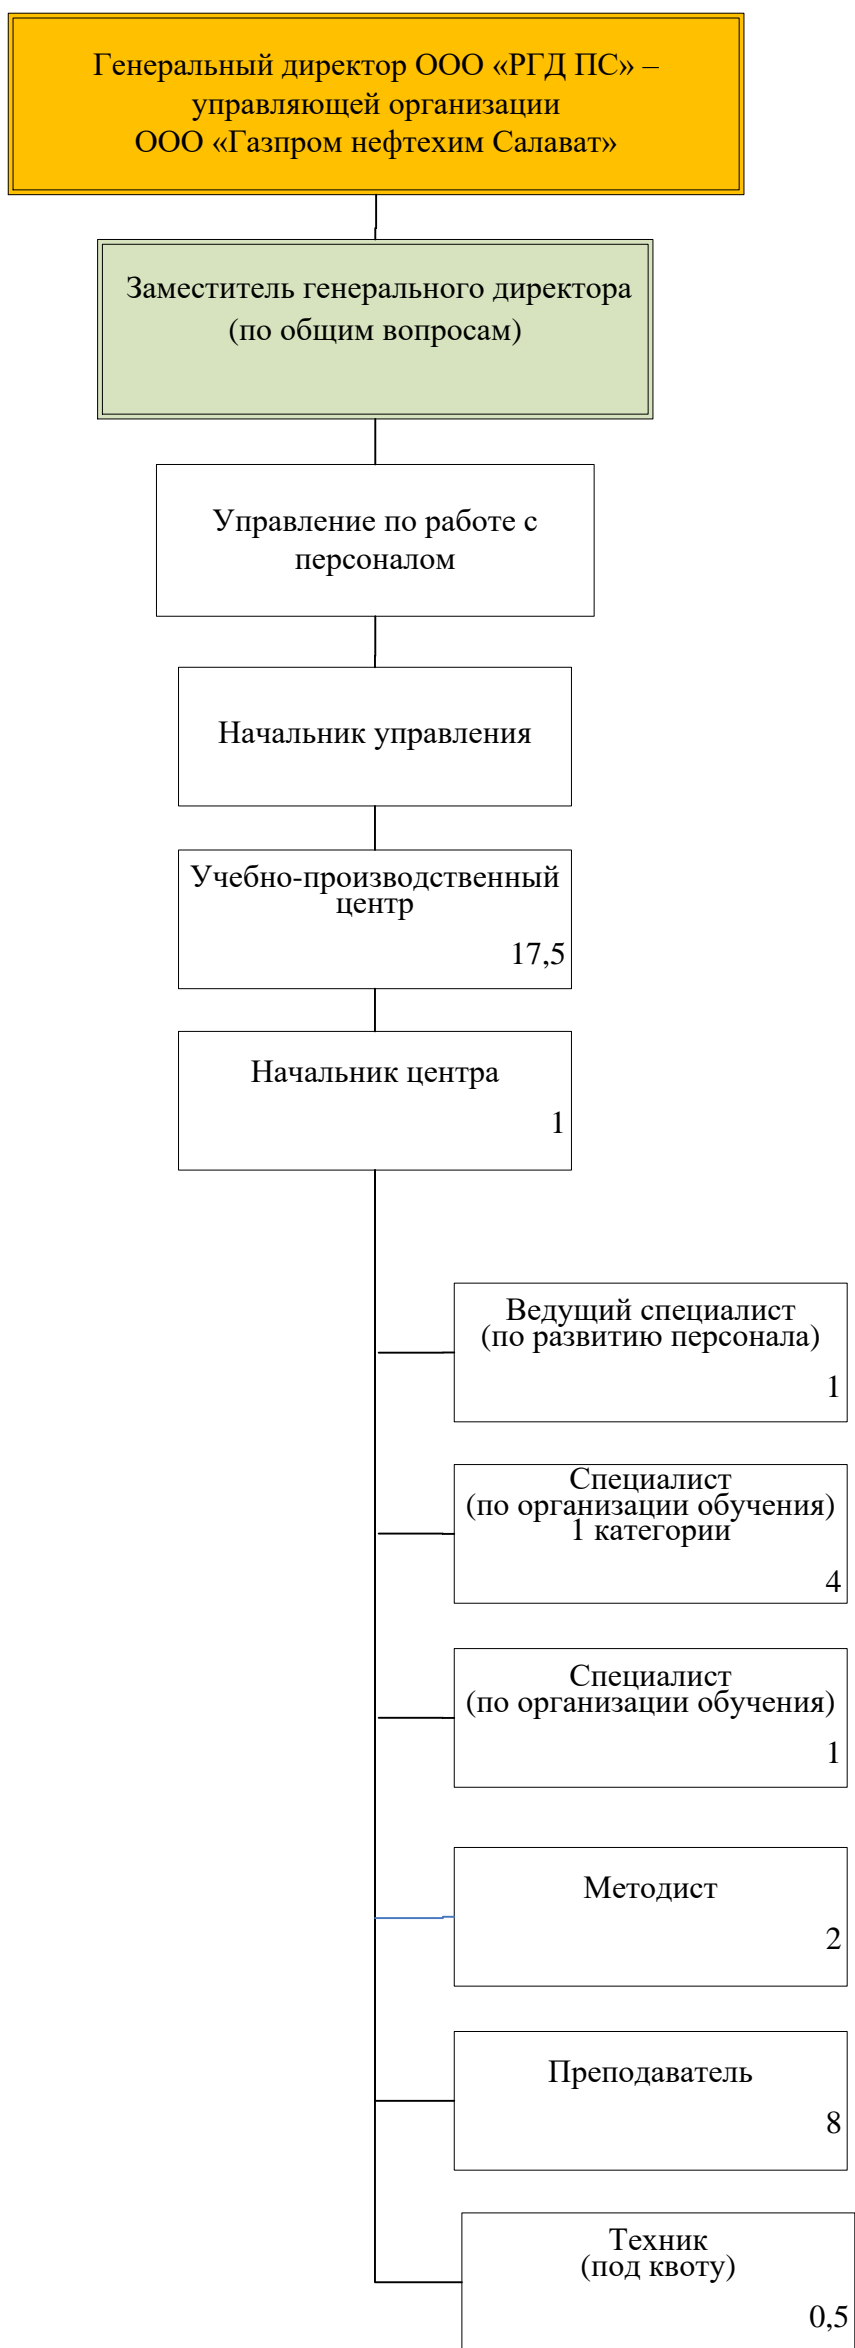 Генеральный директор ООО «РГД ПС» –
управляющей организации
ООО «Газпром нефтехим Салават»
Заместитель генерального директора
(по общим вопросам)
Управление по работе с
персоналом
Начальник управления
Учебно-производственный
центр
17,5
Начальник центра
1
Ведущий специалист
(по развитию персонала)
1
Специалист
(по организации обучения)
1 категории
4
Специалист
(по организации обучения)
1
Методист
2
Преподаватель
8
Техник
(под квоту)
0,5